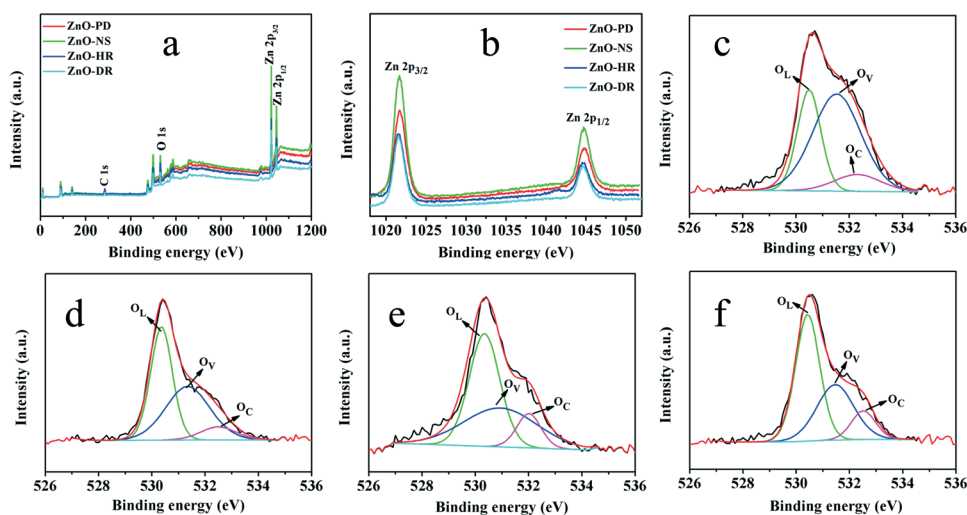 a
ZnO-PD
ZnO-NS
ZnO-HR
ZnO-DR
Zn 2p3/2
Zn 2p1/2
O 1s
C 1s
Intensity (a.u.)
0 200 400 600 800 1000 1200
Binding energy (eV)
b
ZnO-PD
ZnO-NS
ZnO-HR
ZnO-DR
Zn 2p3/2
Zn 2p1/2
Intensity (a.u.)
1020 1025 1030 1035 1040 1045 1050
Binding energy (eV)
c
OL
OV
OC
Intensity (a.u.)
526 528 530 532 534 536
Binding energy (eV)
d
OL
OV
OC
Intensity (a.u.)
526 528 530 532 534 536
Binding energy (eV)
e
OL
OV
OC
Intensity (a.u.)
526 528 530 532 534 536
Binding energy (eV)
f
OL
OV
OC
Intensity (a.u.)
526 528 530 532 534 536
Binding energy (eV)